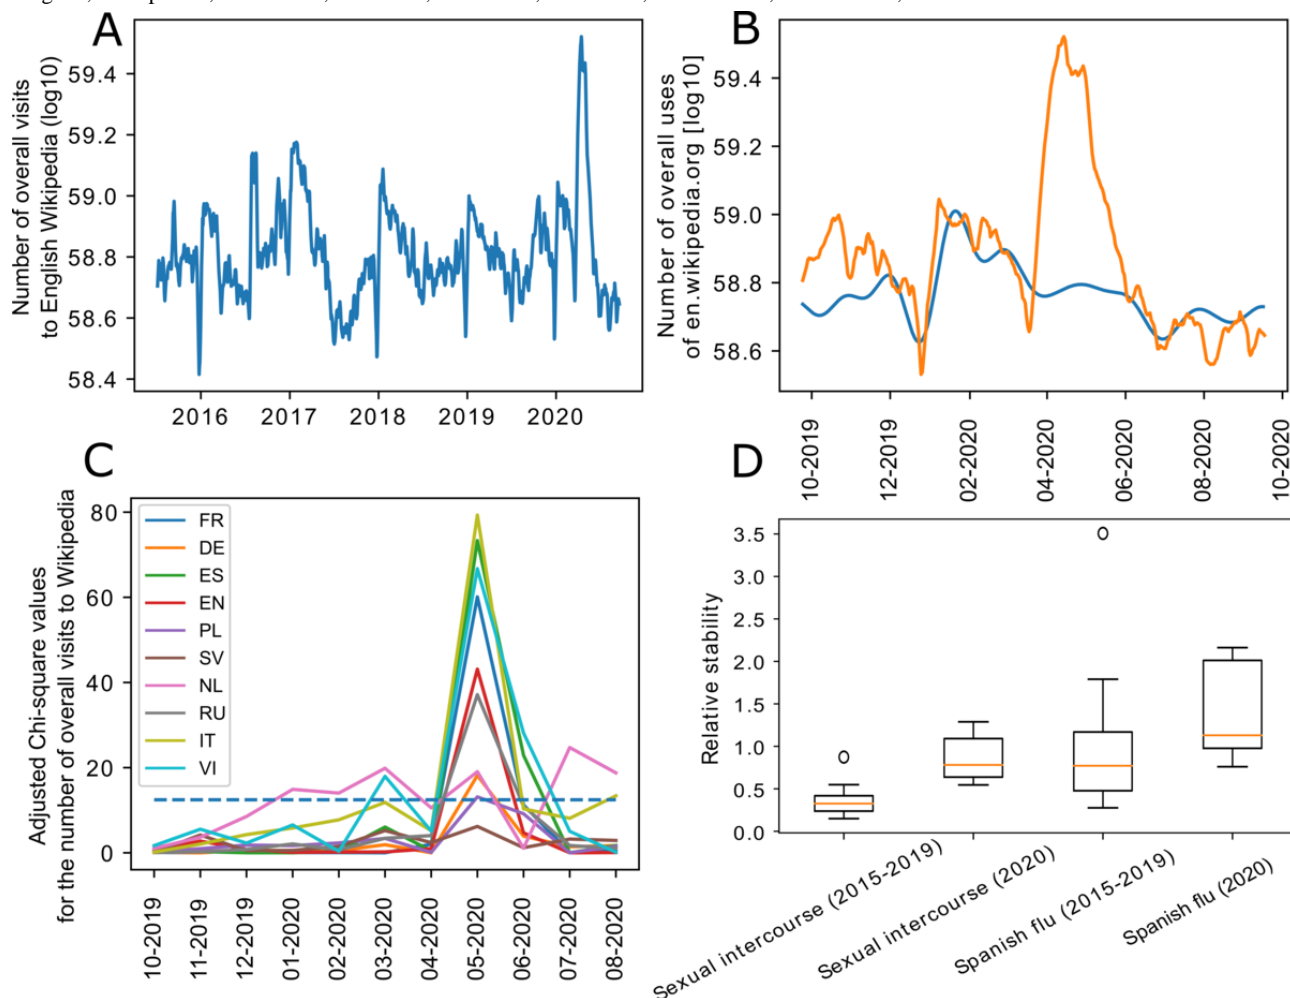 A
Number of overall visits
to English Wikipedia (log10)
59.4
59.2
59.0
58.8
58.6
58.4
2016
2017
2018
2019
2020
B
Number of overall uses
of en.wikipedia.org [log10]
59.4
59.2
59.0
58.8
58.6
10-2019
12-2019
02-2020
04-2020
06-2020
08-2020
10-2020
C
Adjusted Chi-square values
for the number of overall visits to Wikipedia
80
60
40
20
0
FR
DE
ES
EN
PL
SV
NL
RU
IT
VI
10-2019
11-2019
12-2019
01-2020
02-2020
03-2020
04-2020
05-2020
06-2020
07-2020
08-2020
D
Relative stability
3.5
3.0
2.5
2.0
1.5
1.0
0.5
0.0
Sexual intercourse (2015-2019)
Sexual intercourse (2020)
Spanish flu (2015-2019)
Spanish flu (2020)